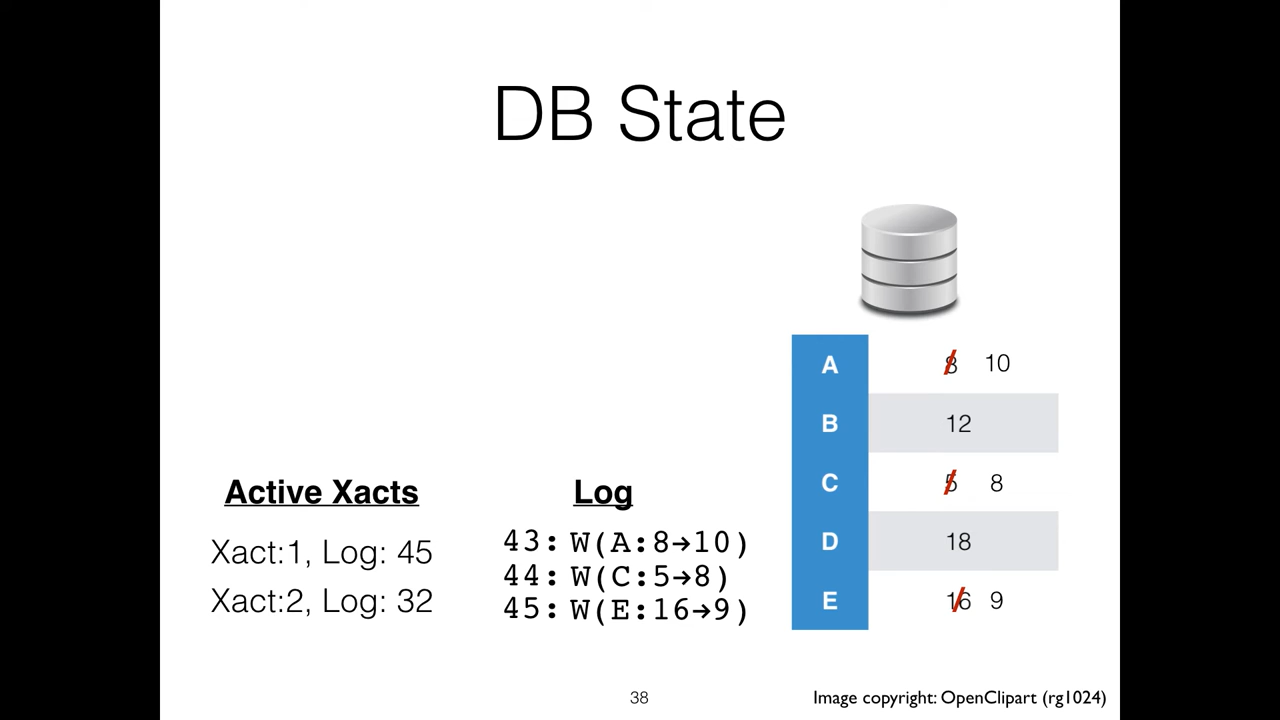 DB State
Active Xacts
Xact:1, Log: 45
Xact:2, Log: 32
Log
43: W(A:8→10)
44: W(C:5→8)
45: W(E:16→9)
A 8 10
B 12
C 5 8
D 18
E 16 9
38
Image copyright: OpenClipart (rg1024)